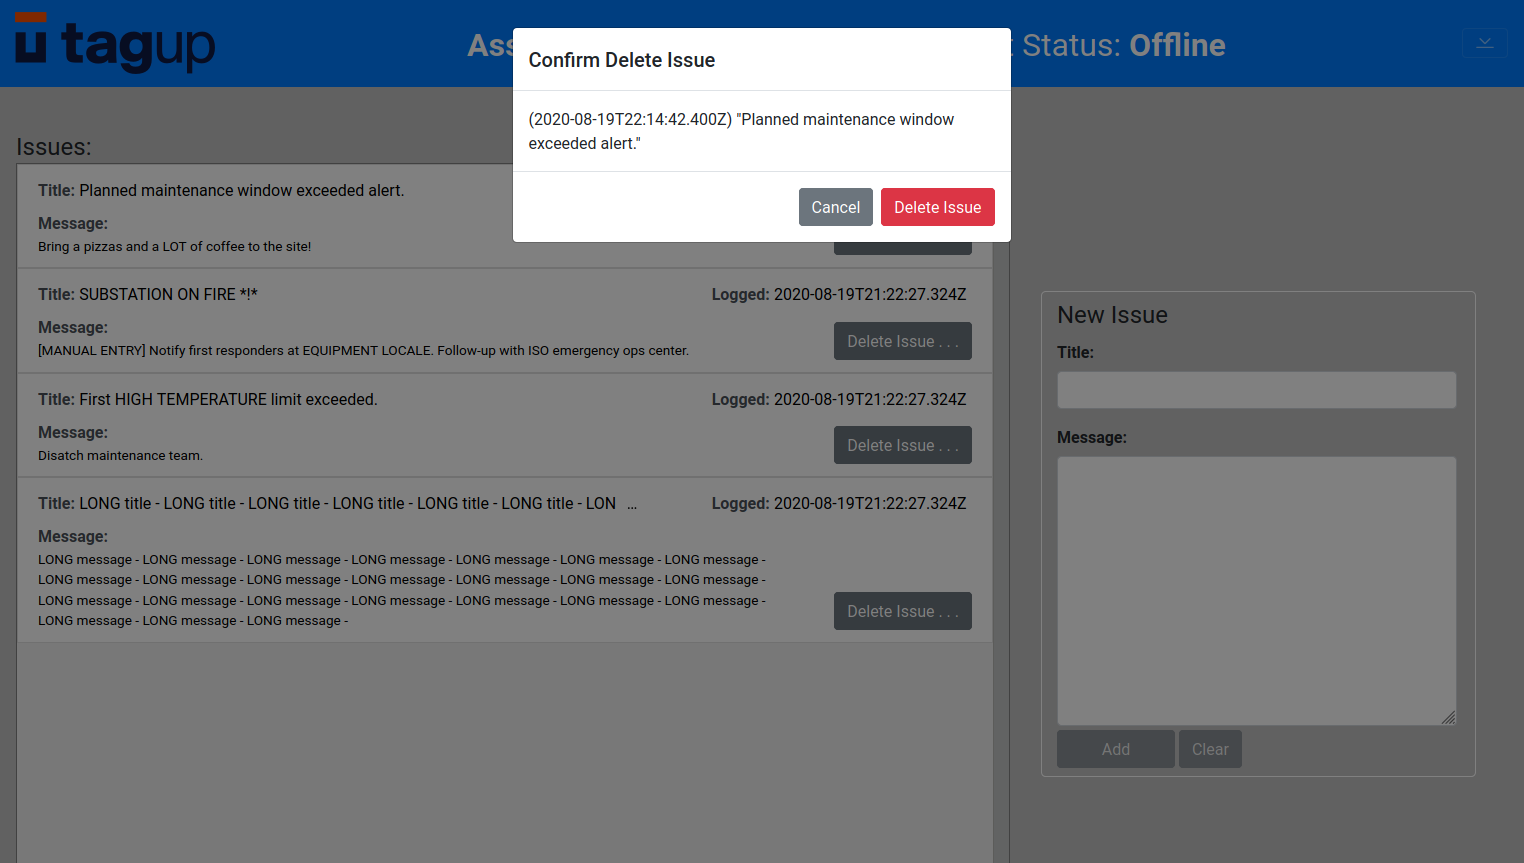 tagup
Ass
t Status: Offline
Confirm Delete Issue
(2020-08-19T22:14:42.400Z) "Planned maintenance window
exceeded alert."
Cancel
Delete Issue
Issues:
Title: Planned maintenance window exceeded alert.
Message:
Bring a pizzas and a LOT of coffee to the site!
Title: SUBSTATION ON FIRE *!*
Logged: 2020-08-19T21:22:27.324Z
Message:
[MANUAL ENTRY] Notify first responders at EQUIPMENT LOCALE. Follow-up with ISO emergency ops center.
Delete Issue . . .
Title: First HIGH TEMPERATURE limit exceeded.
Logged: 2020-08-19T21:22:27.324Z
Message:
Disatch maintenance team.
Delete Issue . . .
Title: LONG title - LONG title - LONG title - LONG title - LONG title - LONG title - LON ...
Logged: 2020-08-19T21:22:27.324Z
Message:
LONG message - LONG message - LONG message - LONG message - LONG message - LONG message - LONG message -
LONG message - LONG message - LONG message - LONG message - LONG message - LONG message - LONG message -
LONG message - LONG message - LONG message - LONG message - LONG message - LONG message - LONG message -
LONG message - LONG message - LONG message -
Delete Issue . . .
New Issue
Title:
Message:
Add
Clear